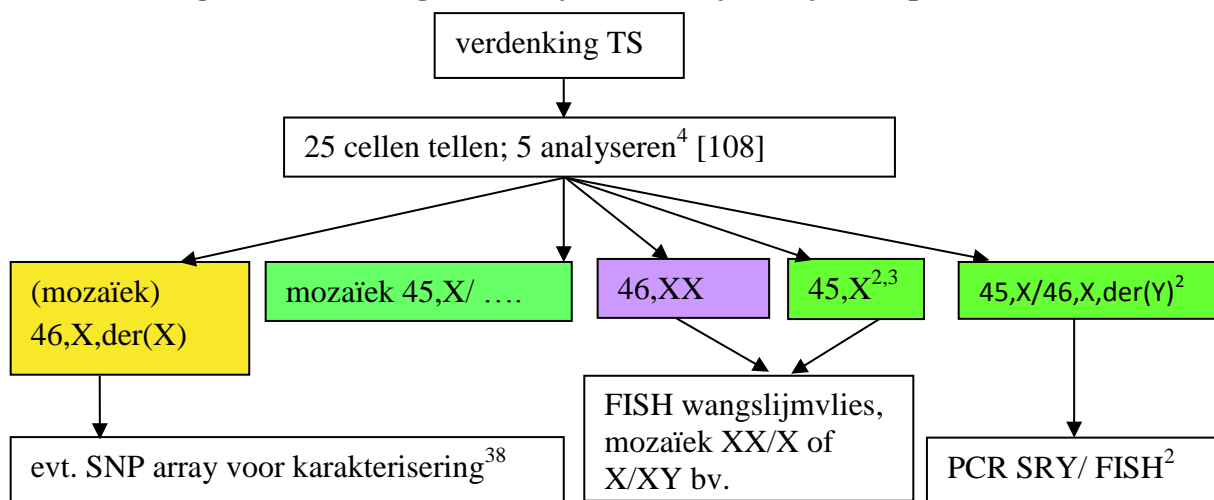 verdenking TS
25 cellen tellen; 5 analyseren4 [108]
(mozaïek)
46,X,der(X)
mozaïek 45,X/ ….
46,XX
45,X2,3
45,X/46,X,der(Y)2
evt. SNP array voor karakterisering38
FISH wangslijmvlies,
mozaïek XX/X of
X/XY bv.
PCR SRY/ FISH2